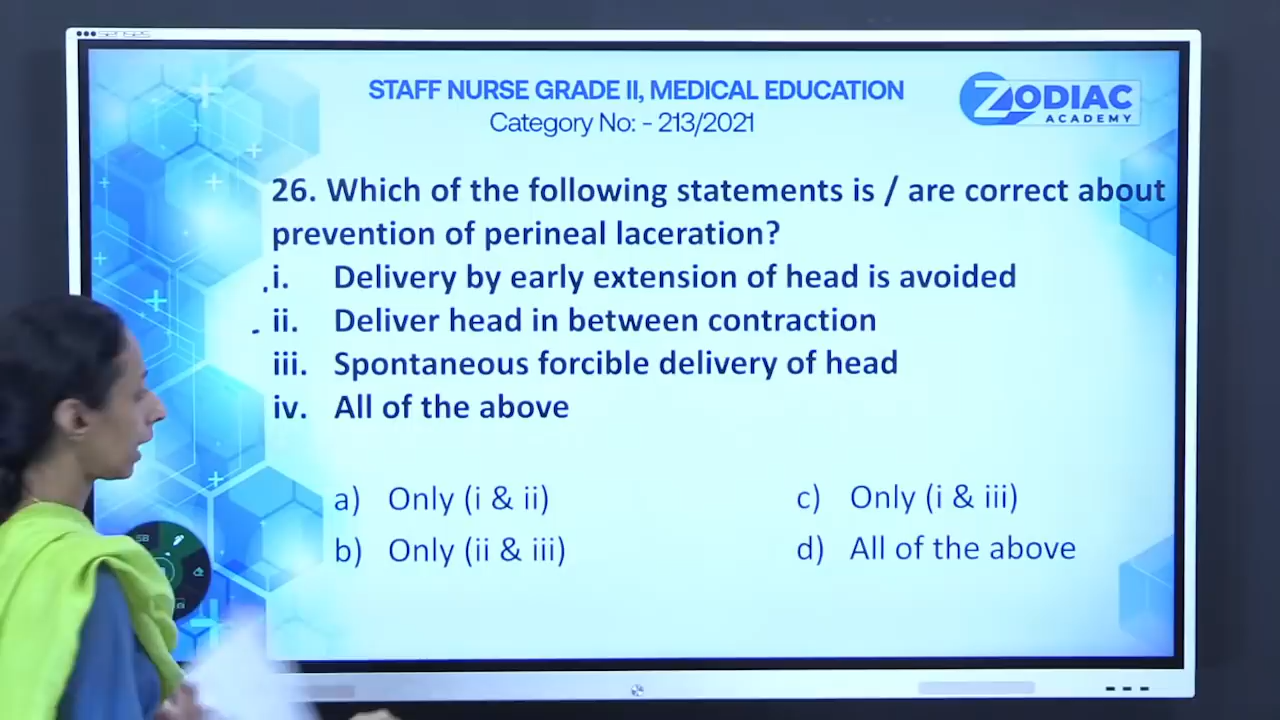 STAFF NURSE GRADE II, MEDICAL EDUCATION
Category No: - 213/2021
ZODIAC
ACADEMY
26. Which of the following statements is / are correct about
prevention of perineal laceration?
i. Delivery by early extension of head is avoided
ii. Deliver head in between contraction
iii. Spontaneous forcible delivery of head
iv. All of the above
a) Only (i & ii)
c) Only (i & iii)
b) Only (ii & iii)
d) All of the above